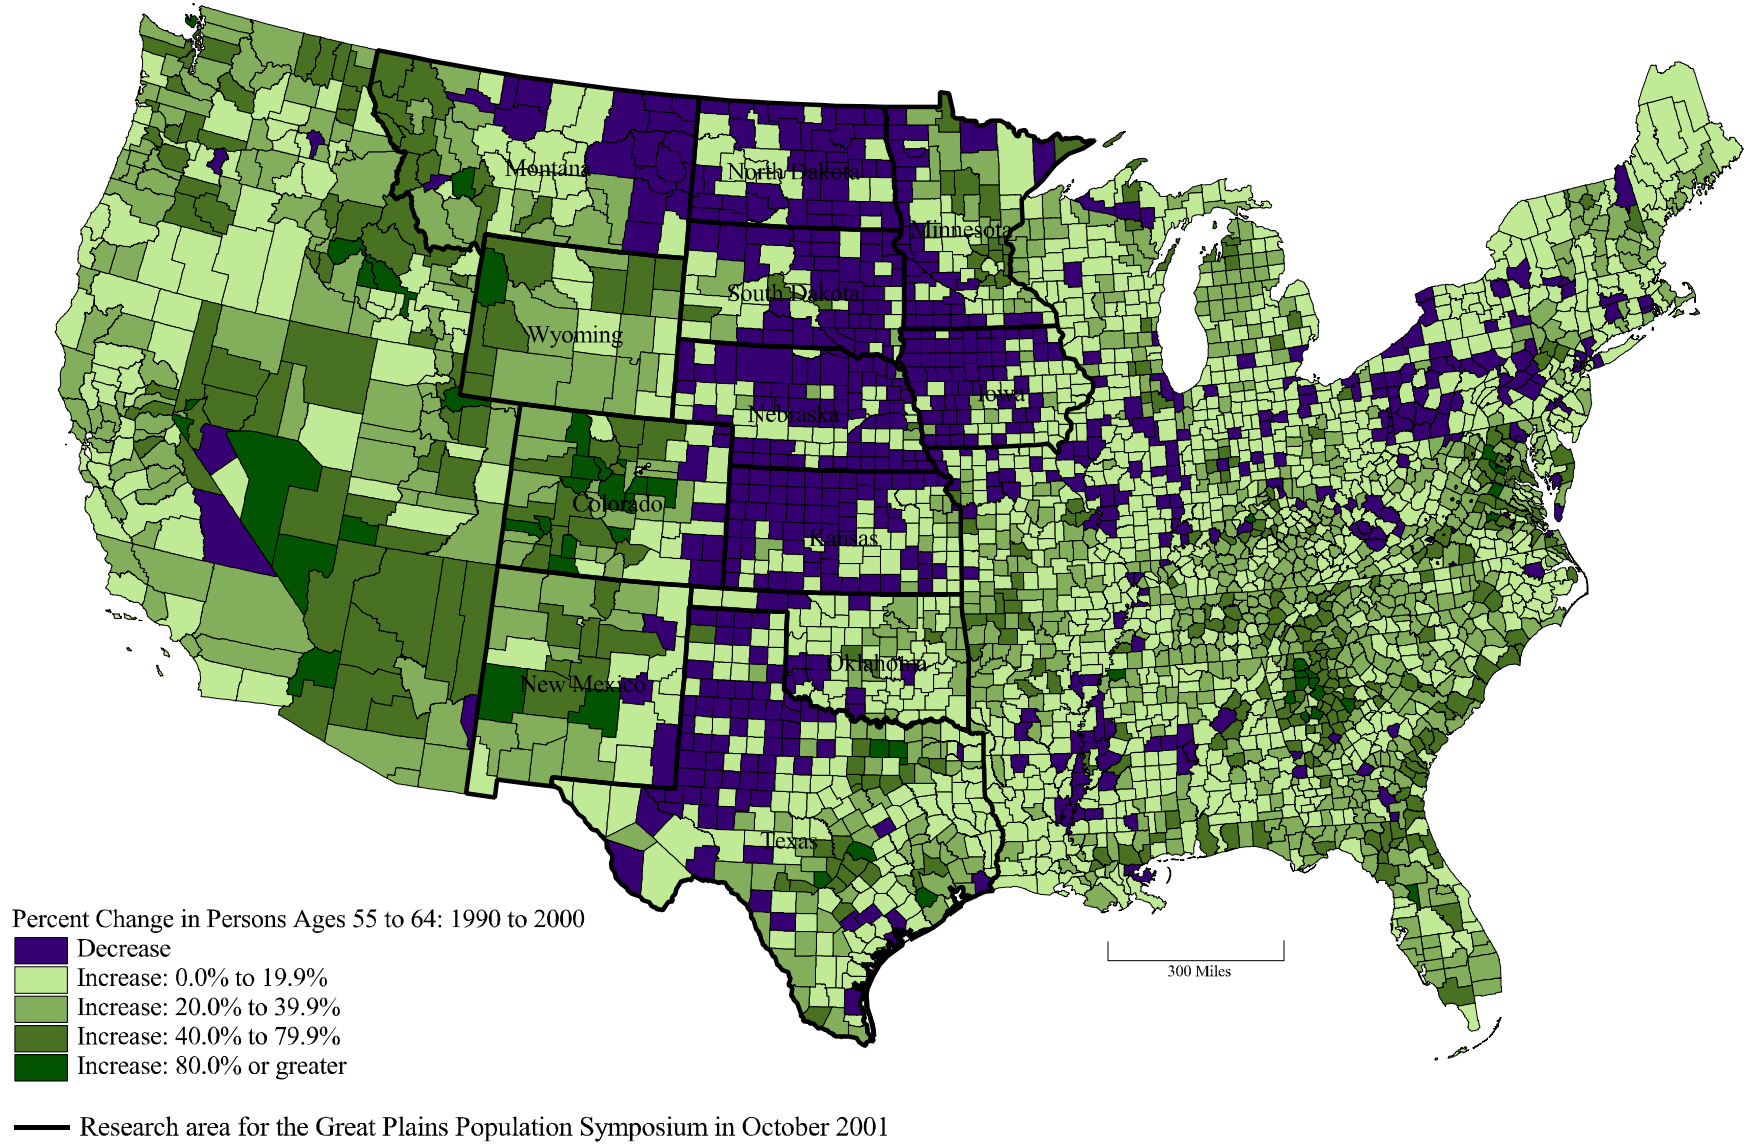 Montana
North Dakota
Minnesota
South Dakota
Wyoming
Iowa
Nebraska
Colorado
Kansas
Oklahoma
New Mexico
Texas
Percent Change in Persons Ages 55 to 64: 1990 to 2000
Decrease
Increase: 0.0% to 19.9%
Increase: 20.0% to 39.9%
Increase: 40.0% to 79.9%
Increase: 80.0% or greater
300 Miles
Research area for the Great Plains Population Symposium in October 2001